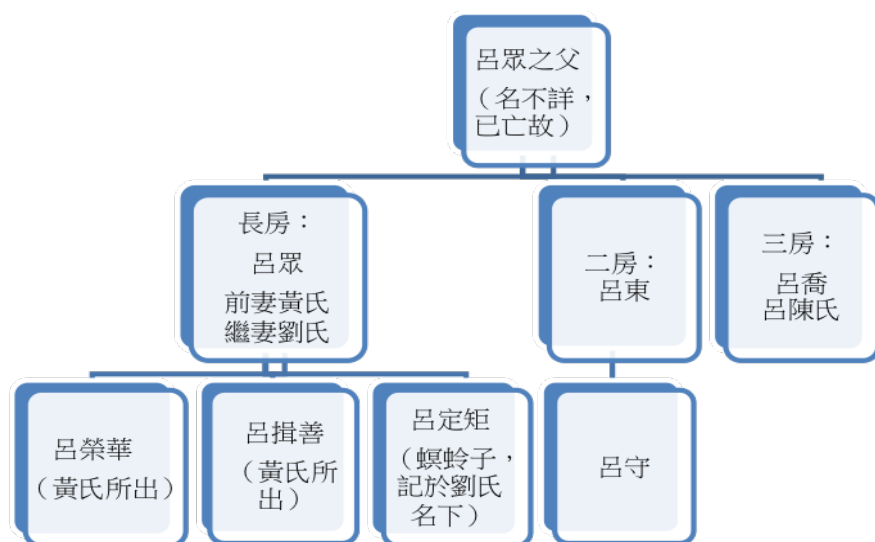 呂眾之父
（名不詳，
已亡故）
長房：
呂眾
前妻黃氏
繼妻劉氏
二房：
呂東
三房：
呂喬
呂陳氏
呂榮華
（黃氏所出）
呂揖善
（黃氏所
出）
呂定矩
（螟蛉子，
記於劉氏
名下）
呂守